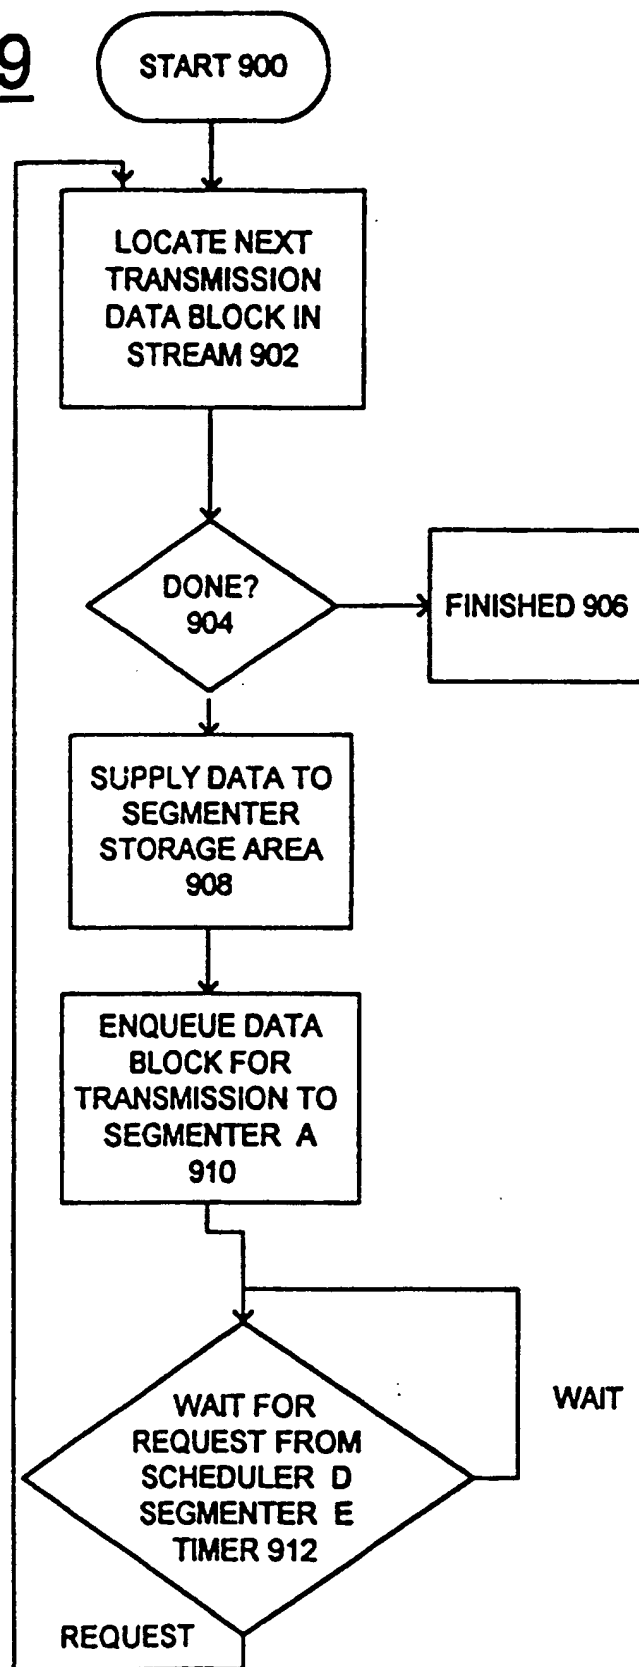 9
START 900
LOCATE NEXT
TRANSMISSION
DATA BLOCK IN
STREAM 902
DONE?
904
FINISHED 906
SUPPLY DATA TO
SEGMENTER
STORAGE AREA
908
ENQUEUE DATA
BLOCK FOR
TRANSMISSION TO
SEGMENTER A
910
WAIT FOR
REQUEST FROM
SCHEDULER D
SEGMENTER E
TIMER 912
WAIT
REQUEST